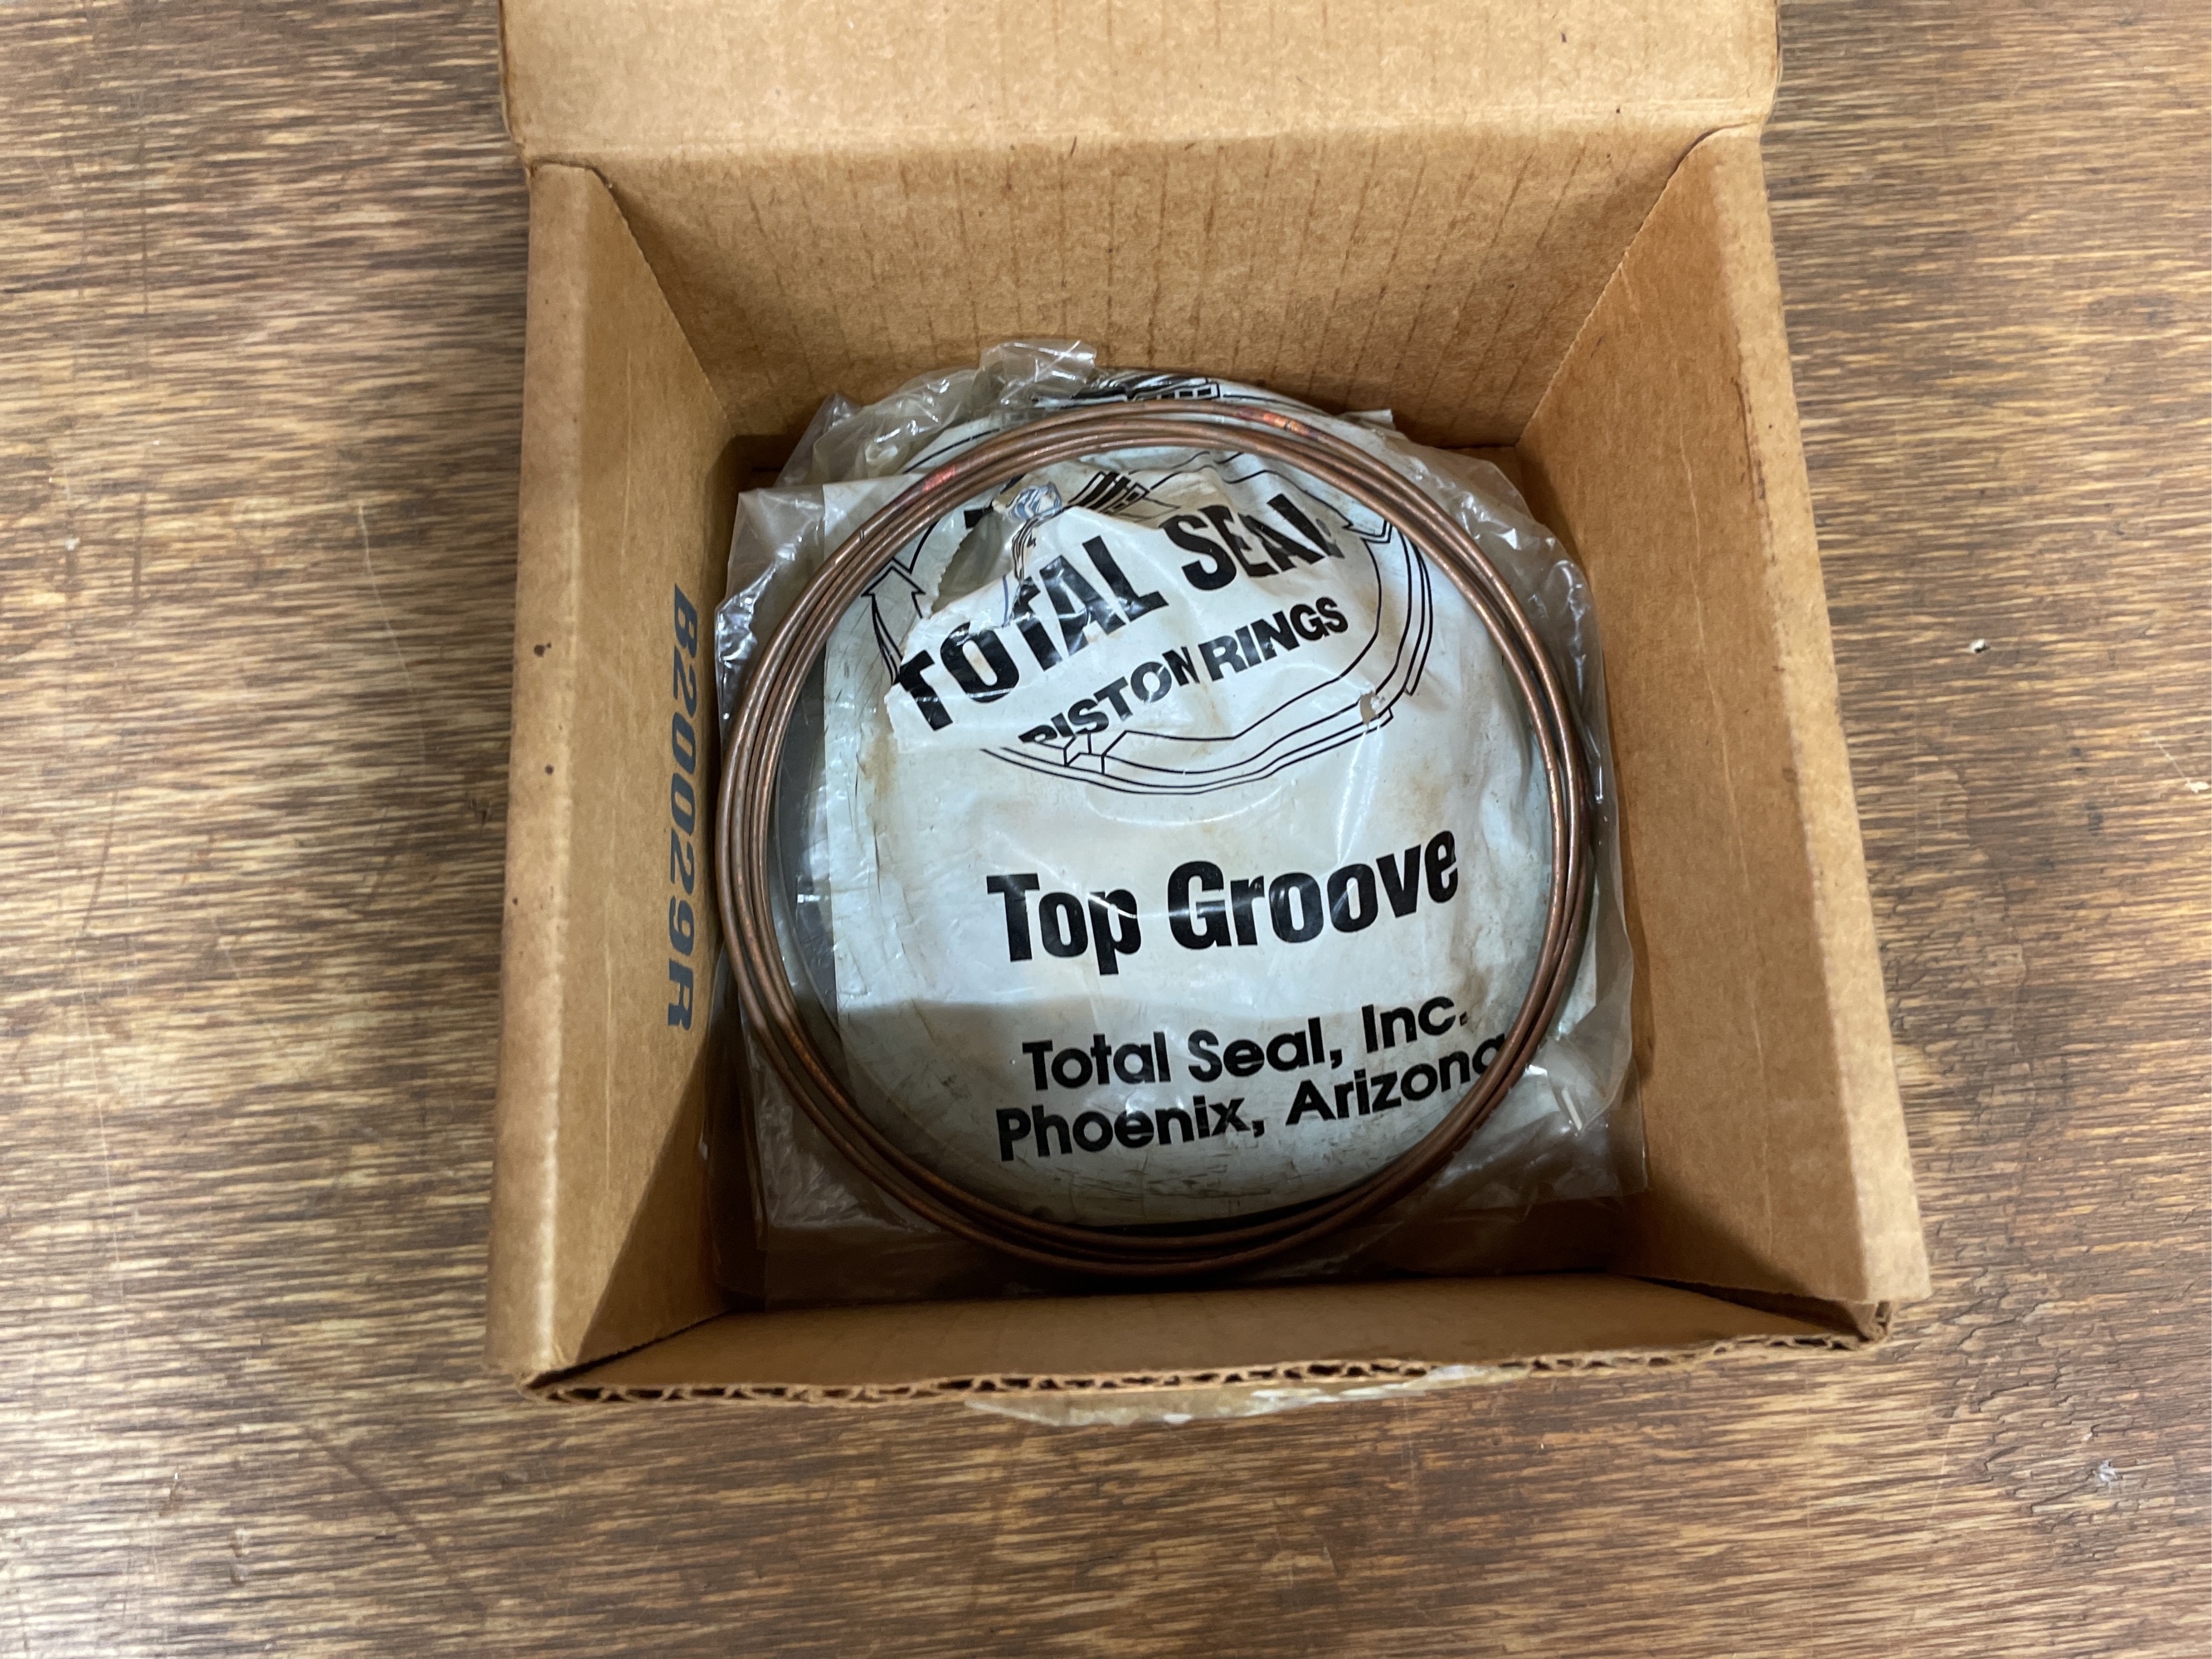 B20029R
TOTAL SEAL
PISTON RINGS
Top Groove
Total Seal, Inc.
Phoenix, Arizona